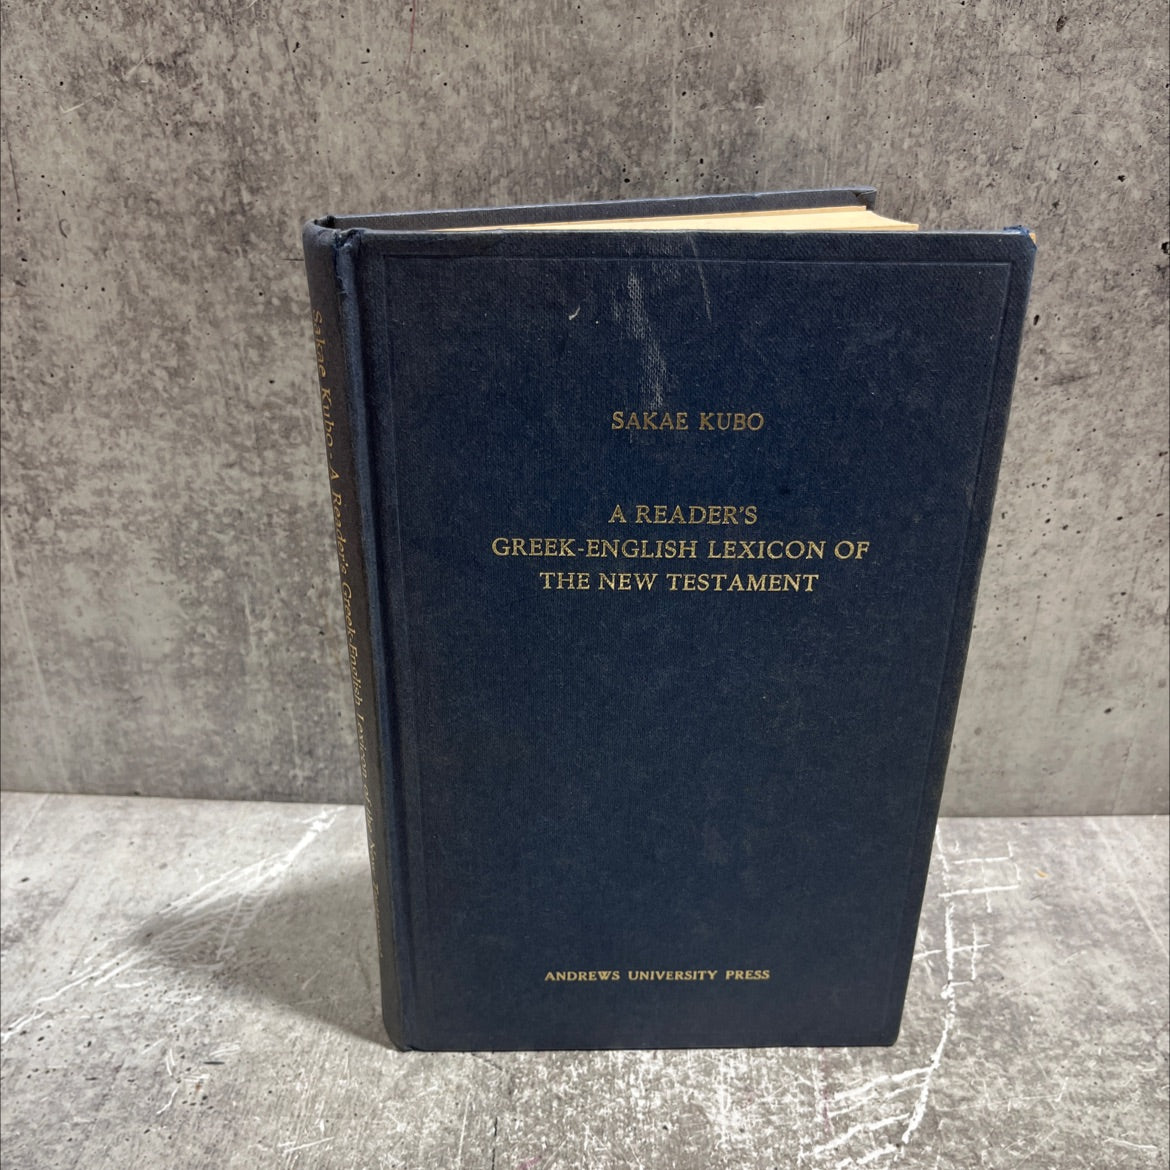 Sakae Kubo - A Reader's Greek-English Lexicon of the New Testament
SAKAE KUBO
A READER'S
GREEK-ENGLISH LEXICON OF
THE NEW TESTAMENT
ANDREWS UNIVERSITY PRESS